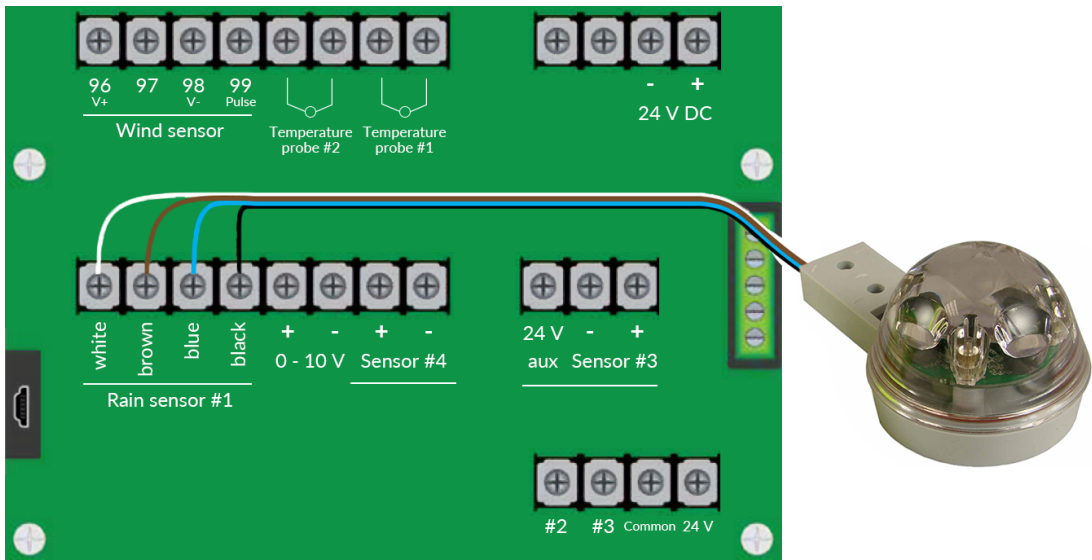 96 97 98 99
V+ V- Pulse
Wind sensor
Temperature
probe #2
Temperature
probe #1
- +
24 V DC
white brown blue black
Rain sensor #1
+ - + -
0 - 10 V Sensor #4
24 V - +
aux Sensor #3
#2 #3 Common 24 V